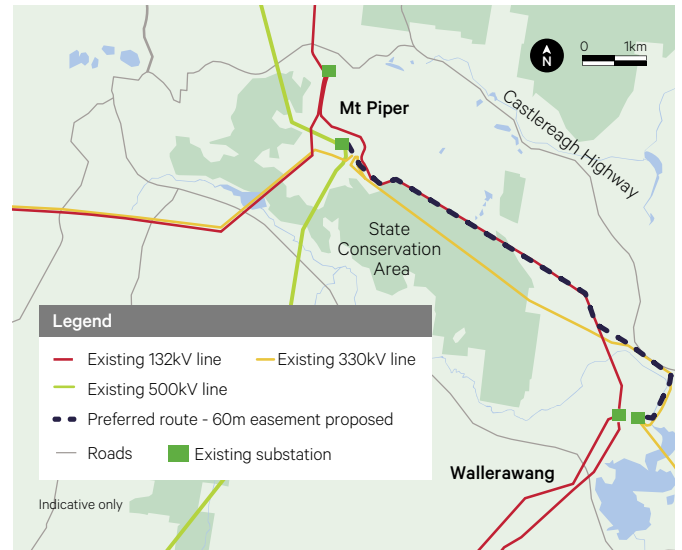 N
0 1km
Mt Piper
Castlereagh Highway
State
Conservation
Area
Legend
Existing 132kV line Existing 330kV line
Existing 500kV line
Preferred route - 60m easement proposed
Roads Existing substation
Wallerawang
Indicative only